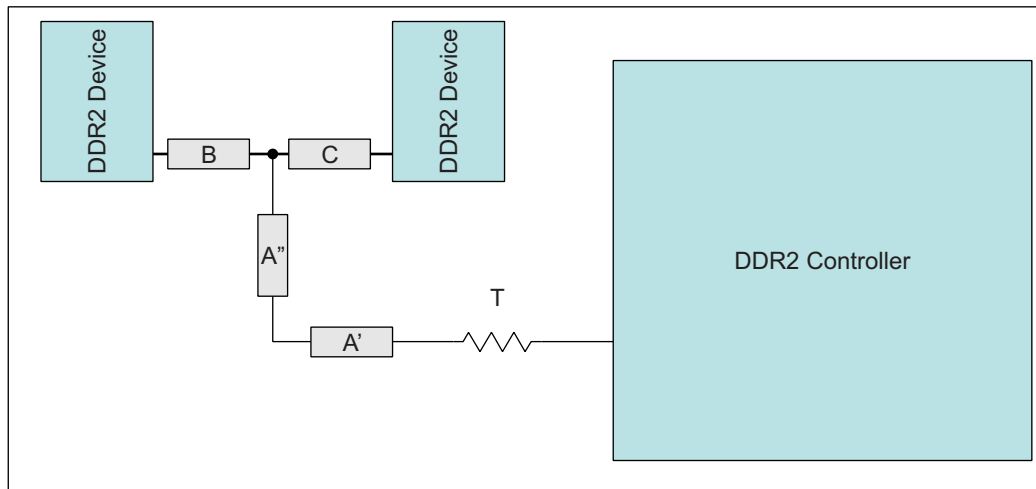 DDR2 Device
DDR2 Device
B
C
A”
T
A'
DDR2 Controller